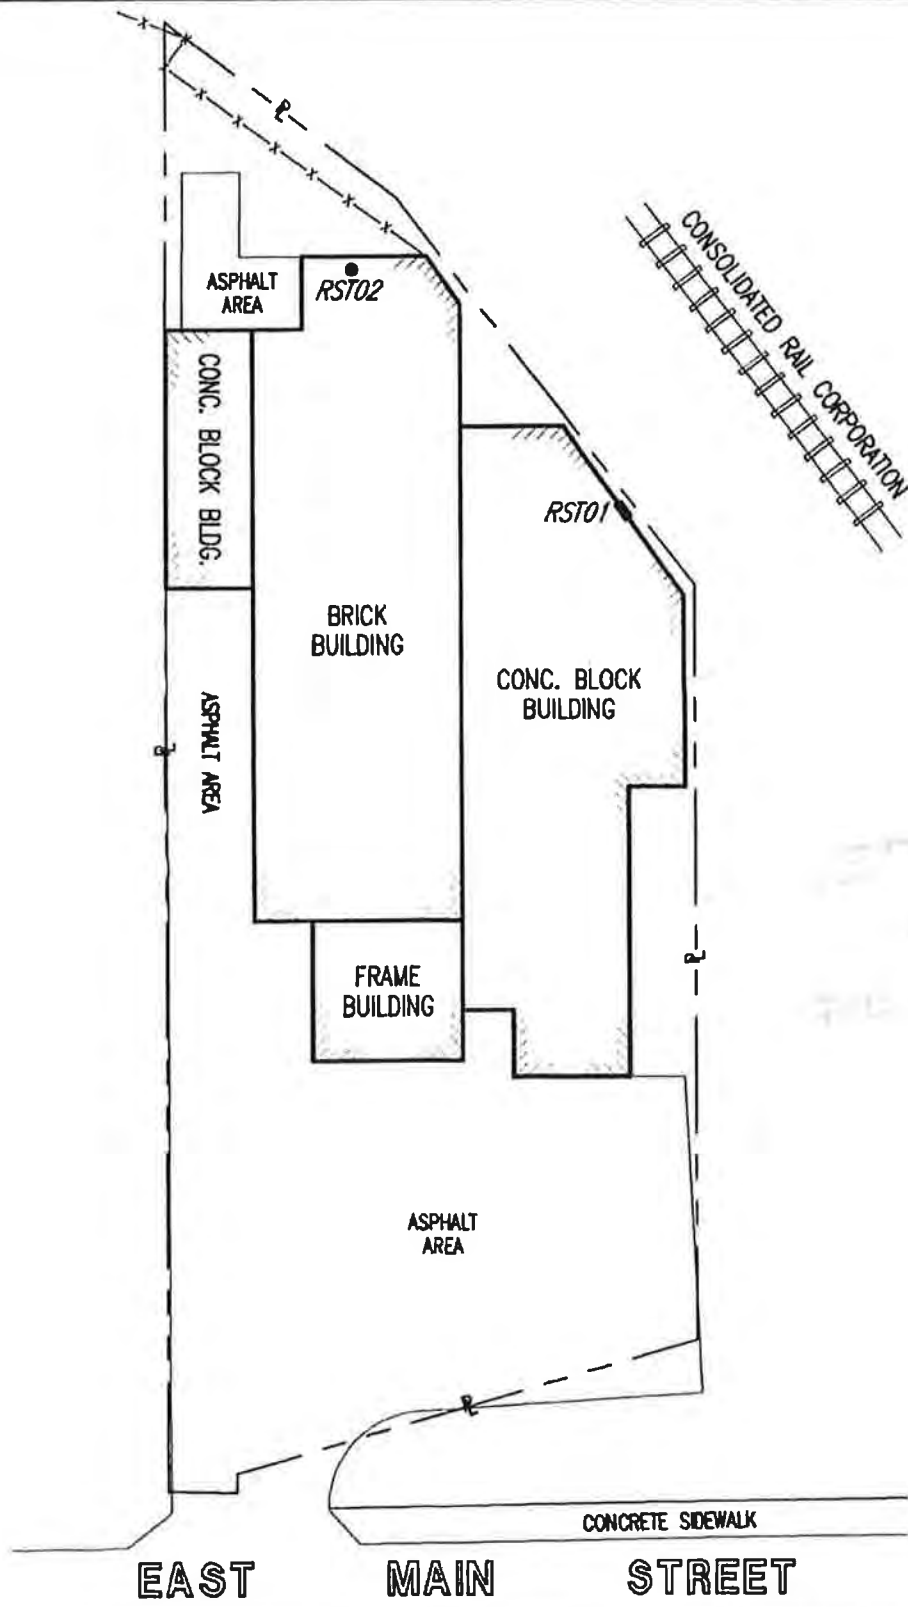 ℄
CONSOLIDATED RAIL CORPORATION
ASPHALT
AREA
RST02
CONC. BLOCK BLDG.
RST01
BRICK
BUILDING
CONC. BLOCK
BUILDING
ASPHALT AREA
℄
℄
FRAME
BUILDING
ASPHALT
AREA
℄
CONCRETE SIDEWALK
EAST MAIN STREET